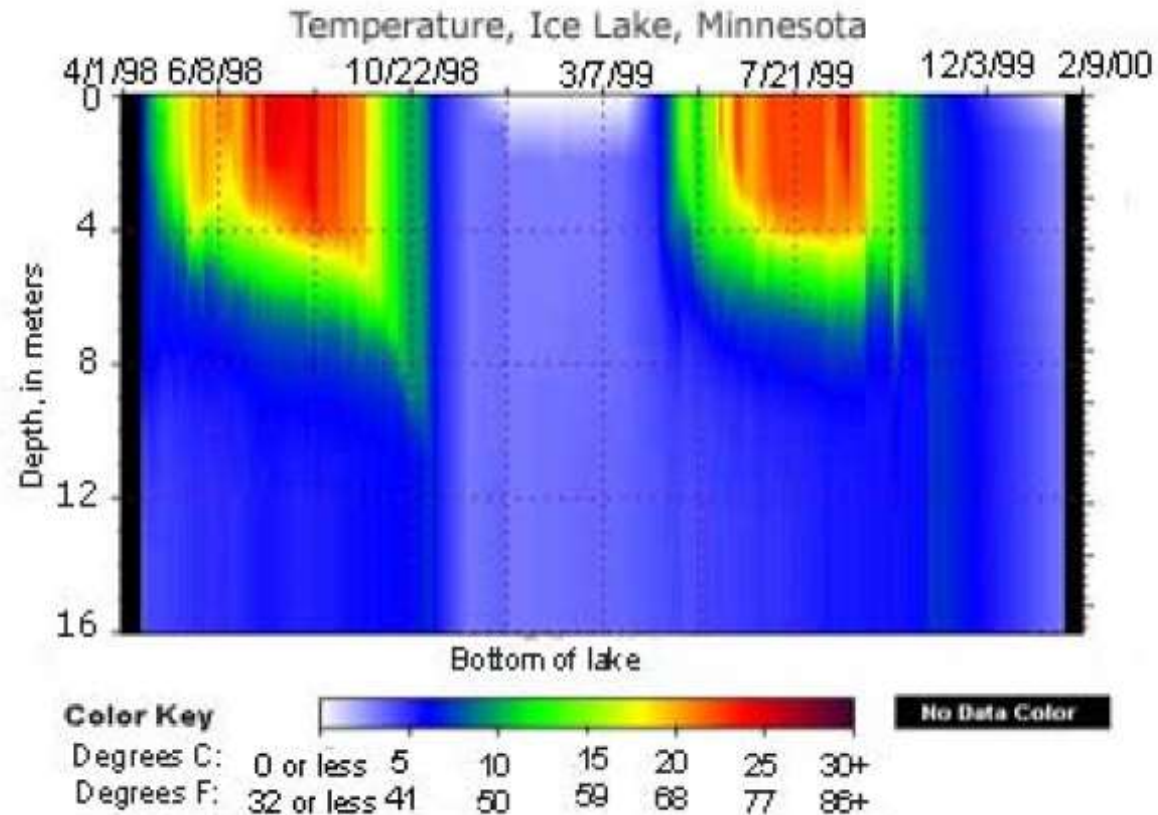 Temperature, Ice Lake, Minnesota
4/1/98 6/8/98 10/22/98 3/7/99 7/21/99 12/3/99 2/9/00
0
4
8
12
16
Depth, in meters
Bottom of lake
Color Key
No Data Color
Degrees C: 0 or less 5 10 15 20 25 30+
Degrees F: 32 or less 41 50 59 68 77 86+